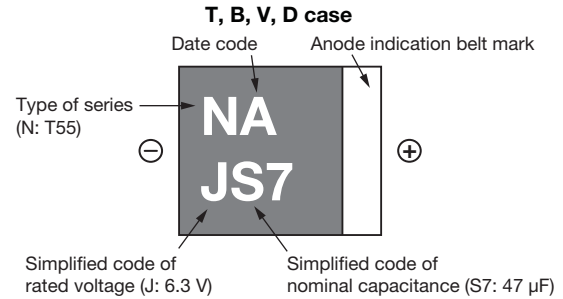 T, B, V, D case
Date code
Anode indication belt mark
Type of series
(N: T55)
NA
JS7
⊖
⊕
Simplified code of
rated voltage (J: 6.3 V)
Simplified code of
nominal capacitance (S7: 47 μF)